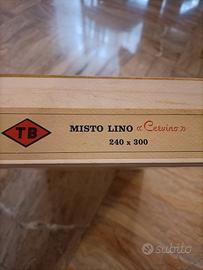 TB
MISTO LINO «Cervino»
240 x 300
subito